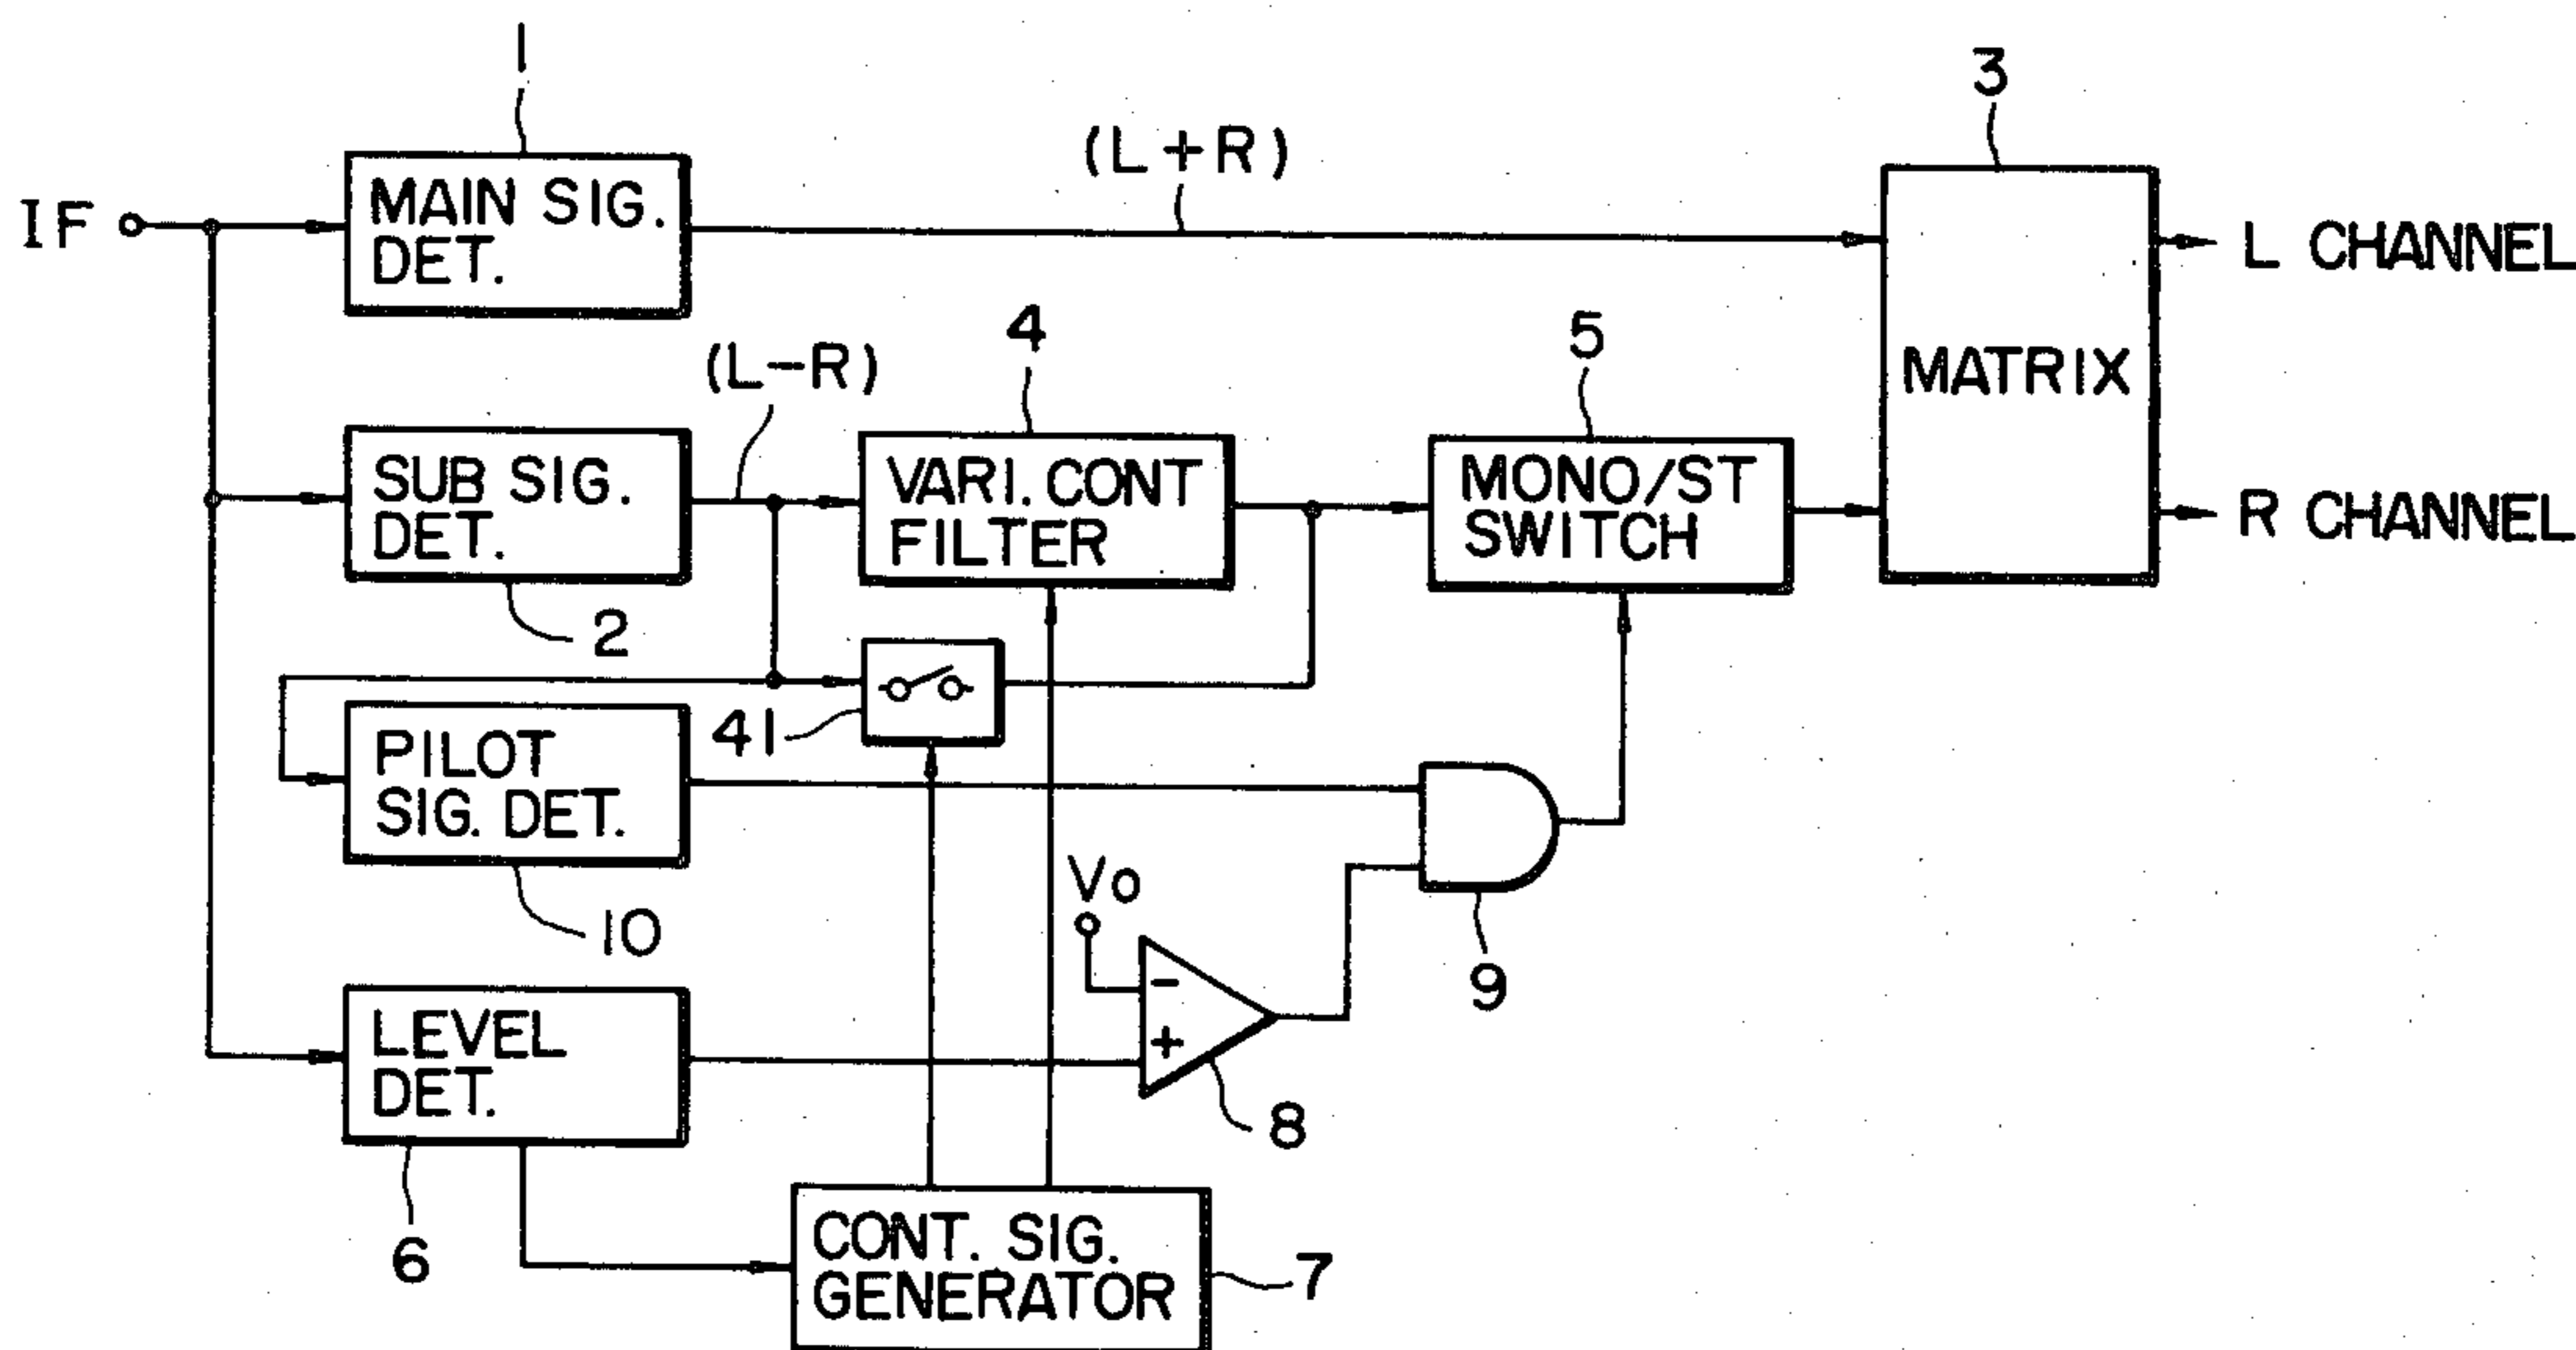 1
3
(L+R)
IF
MAIN SIG.
DET.
L CHANNEL
4
5
(L-R)
MATRIX
SUB SIG.
DET.
VARI. CONT
FILTER
MONO/ST
SWITCH
R CHANNEL
2
41
PILOT
SIG. DET.
Vo
10
-
9
LEVEL
DET.
+
8
6
CONT. SIG.
GENERATOR
7